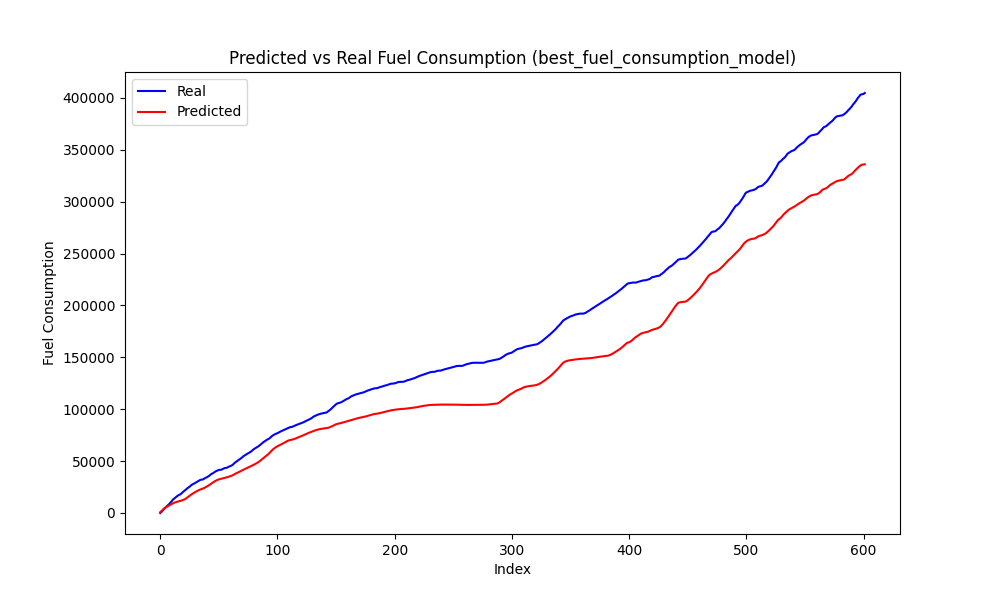 Predicted vs Real Fuel Consumption (best_fuel_consumption_model)
Real
Predicted
400000
350000
300000
250000
200000
150000
100000
50000
0
Fuel Consumption
0 100 200 300 400 500 600
Index